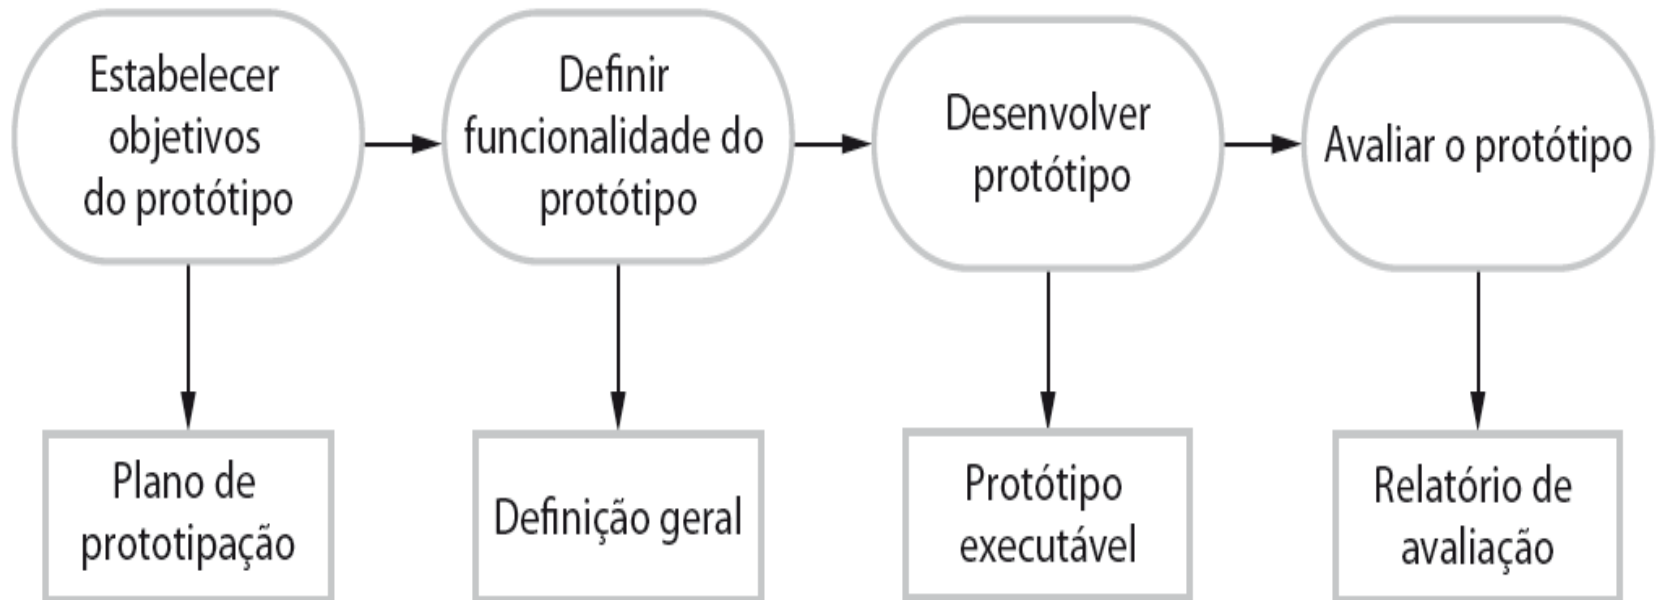 Estabelecer
objetivos
do protótipo
Definir
funcionalidade do
protótipo
Desenvolver
protótipo
Avaliar o protótipo
Plano de
prototipação
Definição geral
Protótipo
executável
Relatório de
avaliação